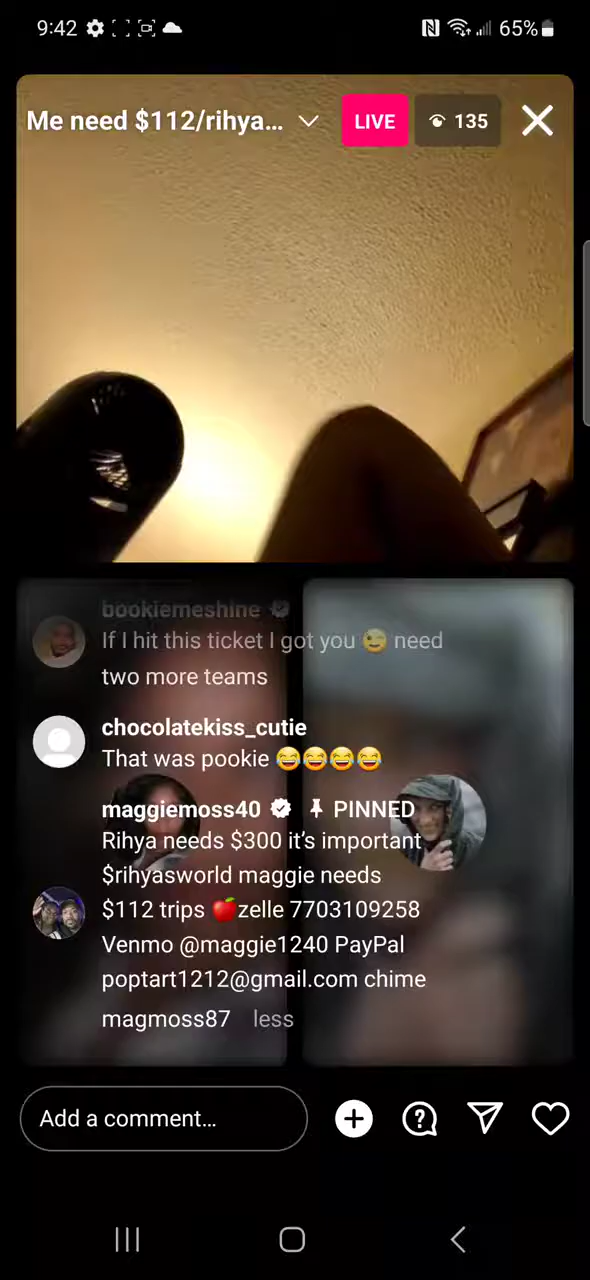 9:42
65%
Me need $112/rihya...
LIVE
135
bookiemeshine
If I hit this ticket I got you 😉 need
two more teams
chocolatekiss_cutie
That was pookie 😂😂😂😂
maggiemoss40 PINNED
Rihya needs $300 it’s important
$rihyasworld maggie needs
$112 trips 🍎zelle 7703109258
Venmo @maggie1240 PayPal
poptart1212@gmail.com chime
magmoss87 less
Add a comment...